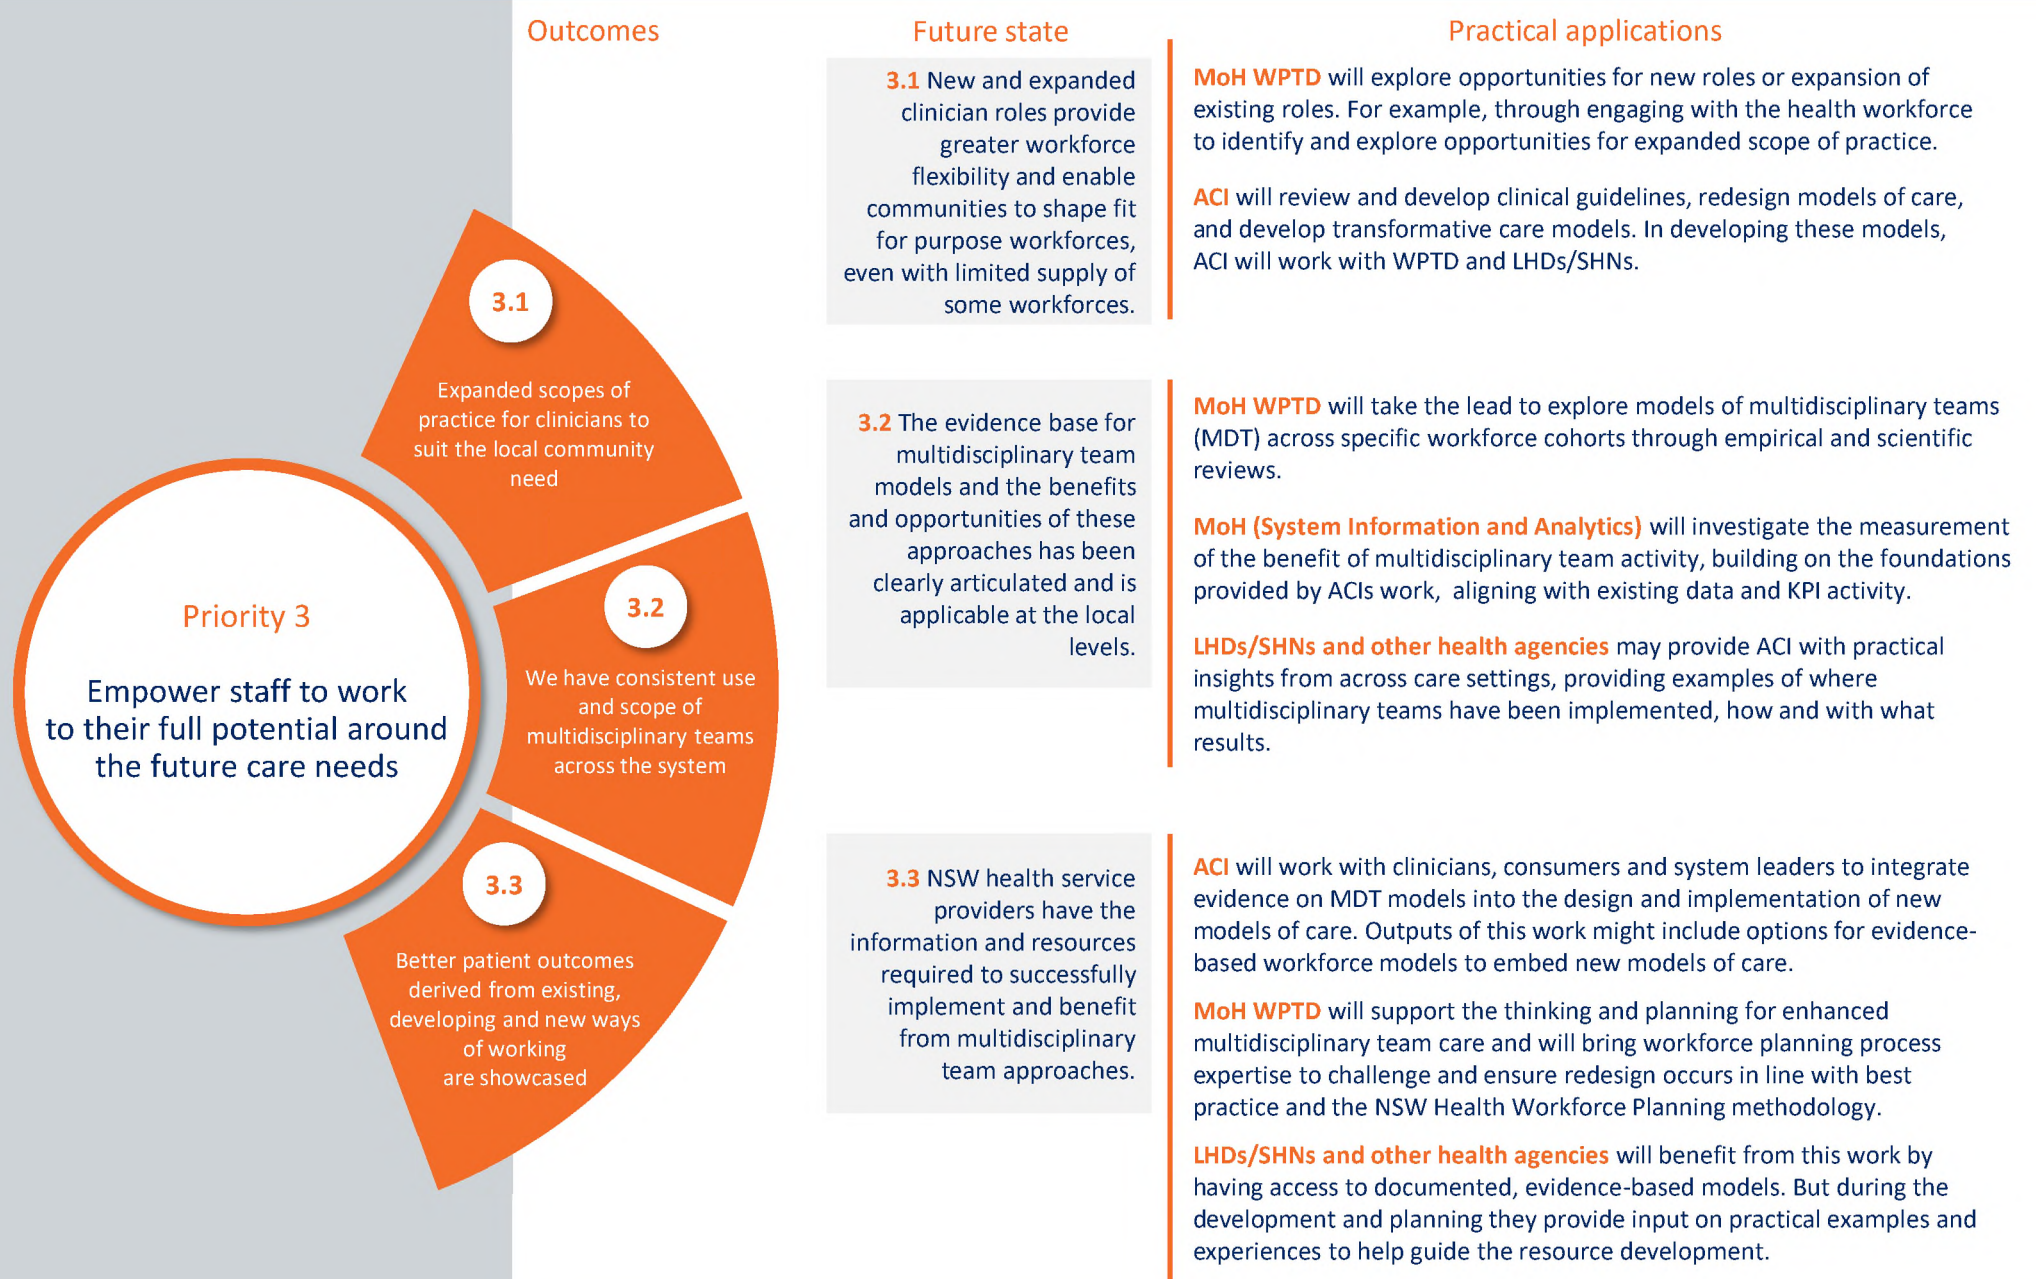 Outcomes
Future state
Practical applications
Priority 3
Empower staff to work
to their full potential around
the future care needs
3.1
Expanded scopes of
practice for clinicians to
suit the local community
need
3.2
We have consistent use
and scope of
multidisciplinary teams
across the system
3.3
Better patient outcomes
derived from existing,
developing and new ways
of working
are showcased
3.1 New and expanded
clinician roles provide
greater workforce
flexibility and enable
communities to shape fit
for purpose workforces,
even with limited supply of
some workforces.
MoH WPTD will explore opportunities for new roles or expansion of
existing roles. For example, through engaging with the health workforce
to identify and explore opportunities for expanded scope of practice.
ACI will review and develop clinical guidelines, redesign models of care,
and develop transformative care models. In developing these models,
ACI will work with WPTD and LHDs/SHNs.
3.2 The evidence base for
multidisciplinary team
models and the benefits
and opportunities of these
approaches has been
clearly articulated and is
applicable at the local
levels.
MoH WPTD will take the lead to explore models of multidisciplinary teams
(MDT) across specific workforce cohorts through empirical and scientific
reviews.
MoH (System Information and Analytics) will investigate the measurement
of the benefit of multidisciplinary team activity, building on the foundations
provided by ACIs work,  aligning with existing data and KPI activity.
LHDs/SHNs and other health agencies may provide ACI with practical
insights from across care settings, providing examples of where
multidisciplinary teams have been implemented, how and with what
results.
3.3 NSW health service
providers have the
information and resources
required to successfully
implement and benefit
from multidisciplinary
team approaches.
ACI will work with clinicians, consumers and system leaders to integrate
evidence on MDT models into the design and implementation of new
models of care. Outputs of this work might include options for evidence-
based workforce models to embed new models of care.
MoH WPTD will support the thinking and planning for enhanced
multidisciplinary team care and will bring workforce planning process
expertise to challenge and ensure redesign occurs in line with best
practice and the NSW Health Workforce Planning methodology.
LHDs/SHNs and other health agencies will benefit from this work by
having access to documented, evidence-based models. But during the
development and planning they provide input on practical examples and
experiences to help guide the resource development.